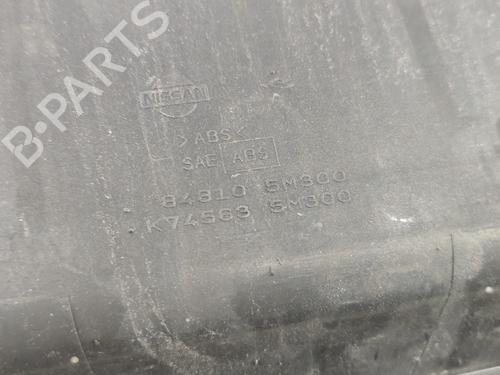 B-PARTS
NISSAN
>ABS<
SAE ABS
84810 5M300
K74563 5M300